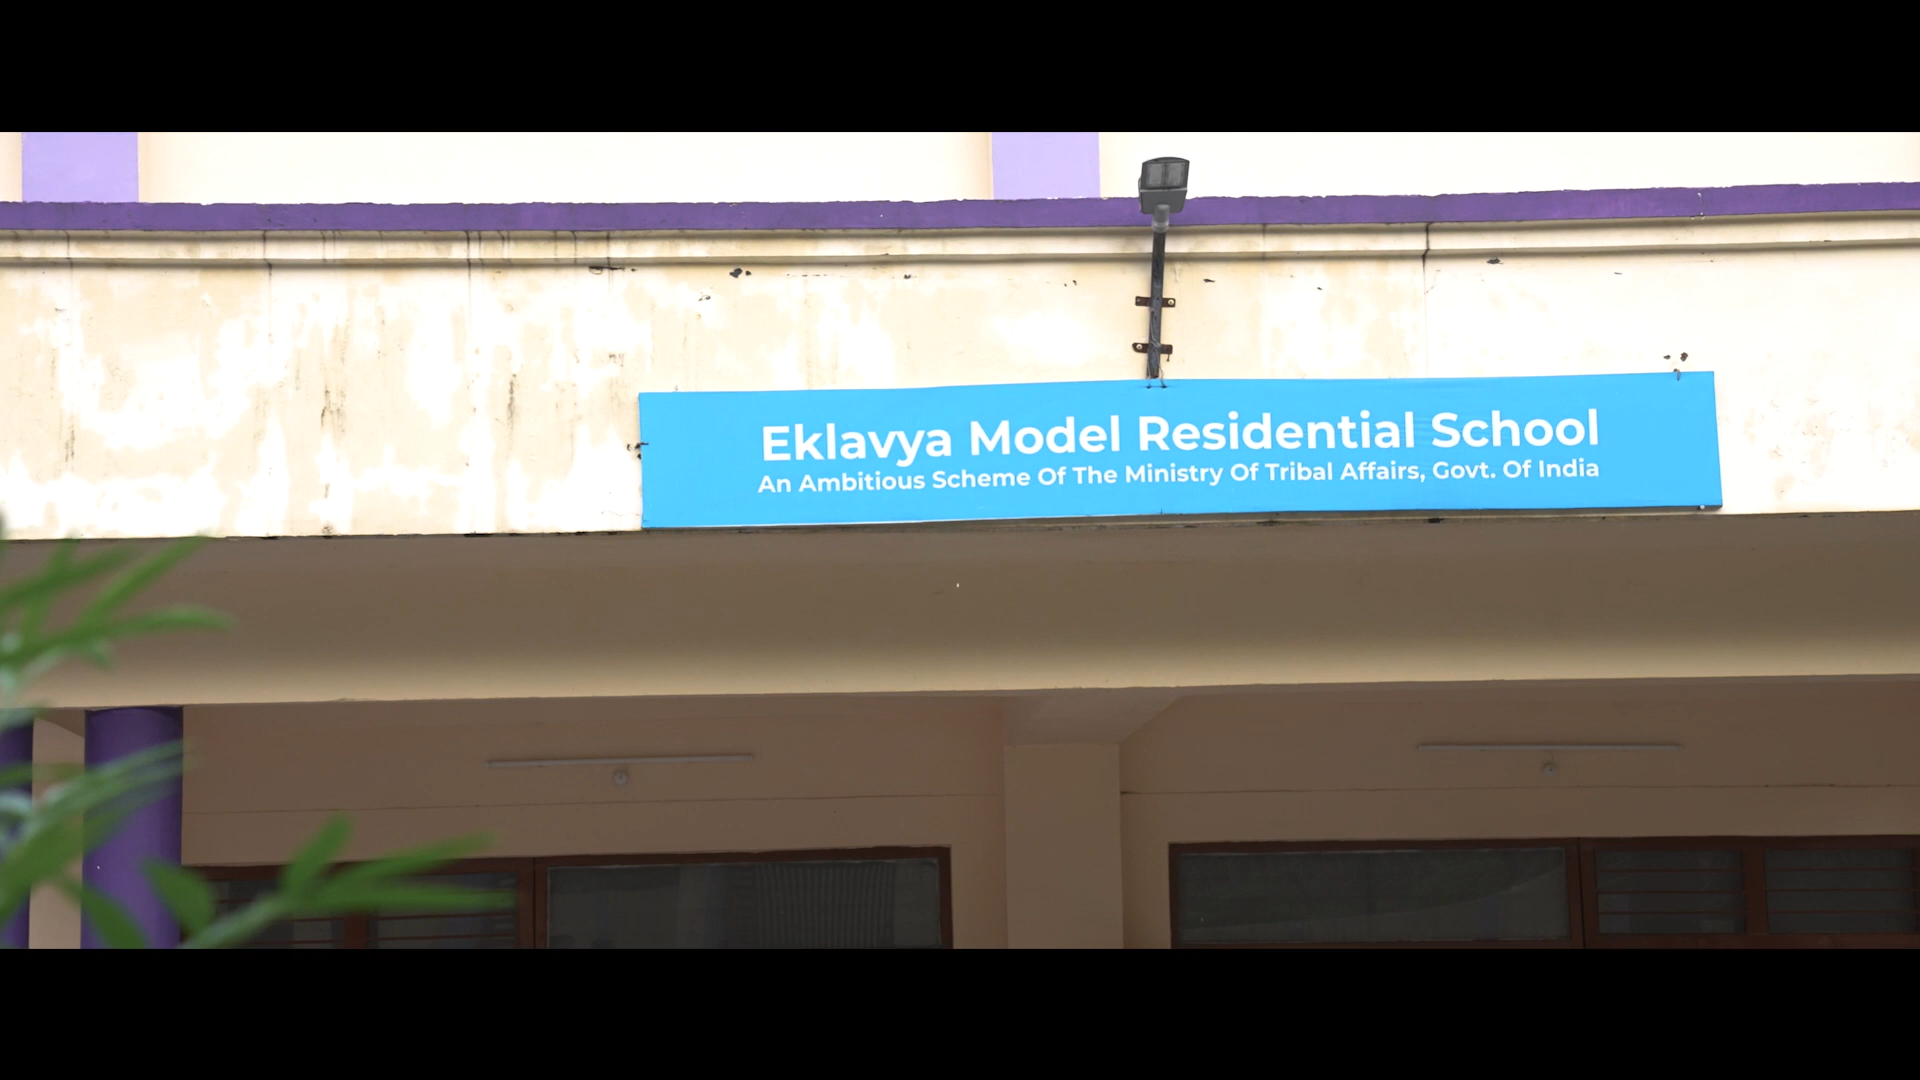 Eklavya Model Residential School
An Ambitious Scheme Of The Ministry Of Tribal Affairs, Govt. Of India